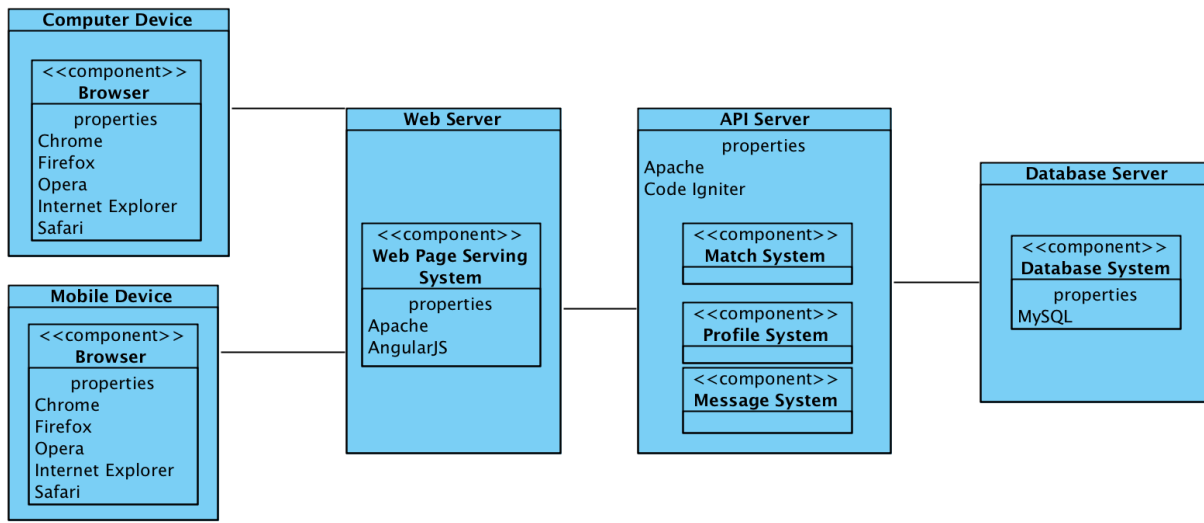 Computer Device
<<component>>
Browser
properties
Chrome
Firefox
Opera
Internet Explorer
Safari
Mobile Device
<<component>>
Browser
properties
Chrome
Firefox
Opera
Internet Explorer
Safari
Web Server
<<component>>
Web Page Serving
System
properties
Apache
AngularJS
API Server
properties
Apache
Code Igniter
<<component>>
Match System
<<component>>
Profile System
<<component>>
Message System
Database Server
<<component>>
Database System
properties
MySQL